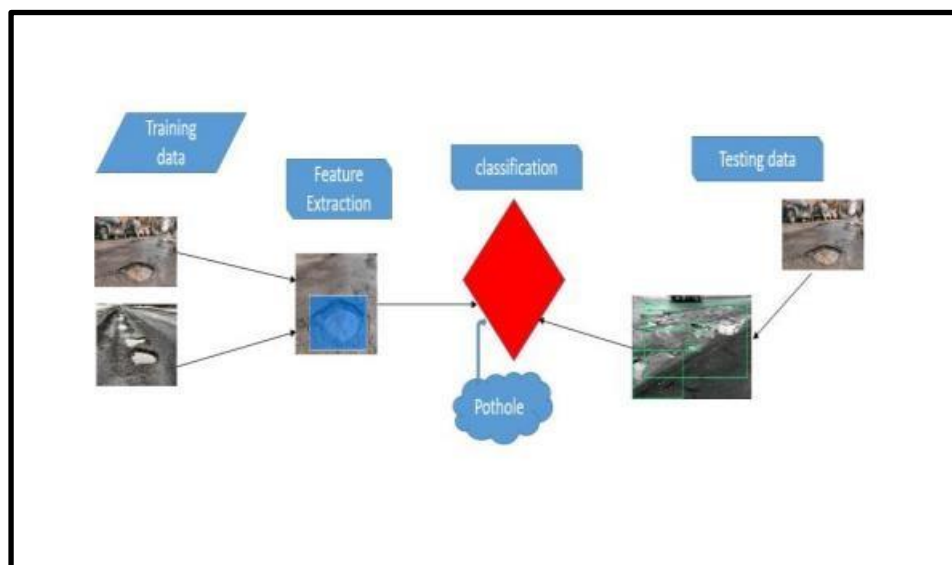 Training
data
Feature
Extraction
classification
Testing data
Pothole